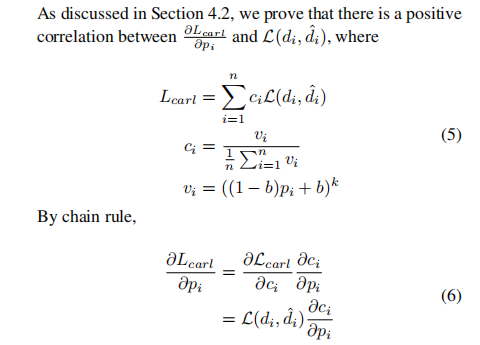 As discussed in Section 4.2, we prove that there is a positive
correlation between $\frac{\partial L_{carl}}{\partial p_i}$ and $\mathcal{L}(d_i, \hat{d}_i)$, where
$L_{carl} = \sum_{i=1}^{n} c_i \mathcal{L}(d_i, \hat{d}_i)$
$c_i = \frac{v_i}{\frac{1}{n} \sum_{i=1}^{n} v_i}$ (5)
$v_i = ((1 - b)p_i + b)^k$
By chain rule,
$\frac{\partial L_{carl}}{\partial p_i} = \frac{\partial \mathcal{L}_{carl}}{\partial c_i} \frac{\partial c_i}{\partial p_i}$
(6)
$= \mathcal{L}(d_i, \hat{d}_i) \frac{\partial c_i}{\partial p_i}$